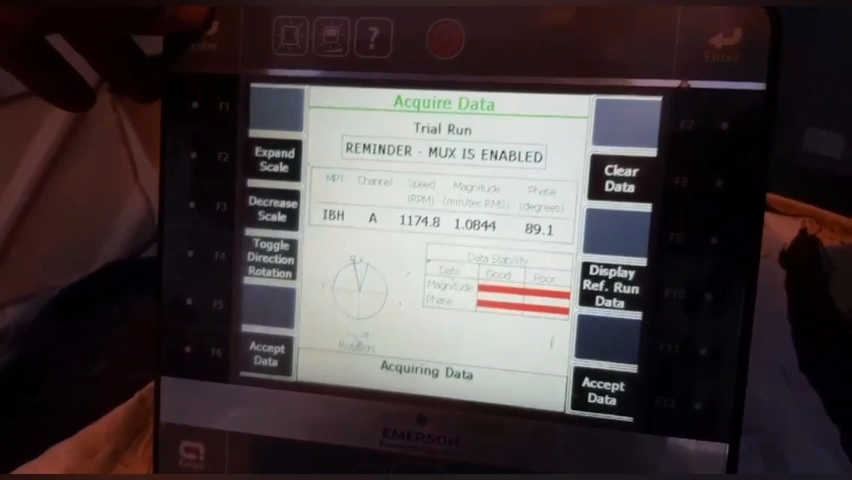 Enter
?
Enter
Acquire Data
Trial Run
REMINDER - MUX IS ENABLED
MPT Channel Speed Magnitude Phase
(RPM) (mm/sec-RMS) (degrees)
IBH A 1174.8 1.0844 89.1
Data Stability
Data Good Poor
Magnitude
Phase
Rotation
Acquiring Data
F1
F2
Expand
Scale
F3
Decrease
Scale
F4
Toggle
Direction
Rotation
F5
F6
Accept
Data
F7
F8
Clear
Data
F9
F10
Display
Ref. Run
Data
F11
F12
Accept
Data
EMERSON
Reset